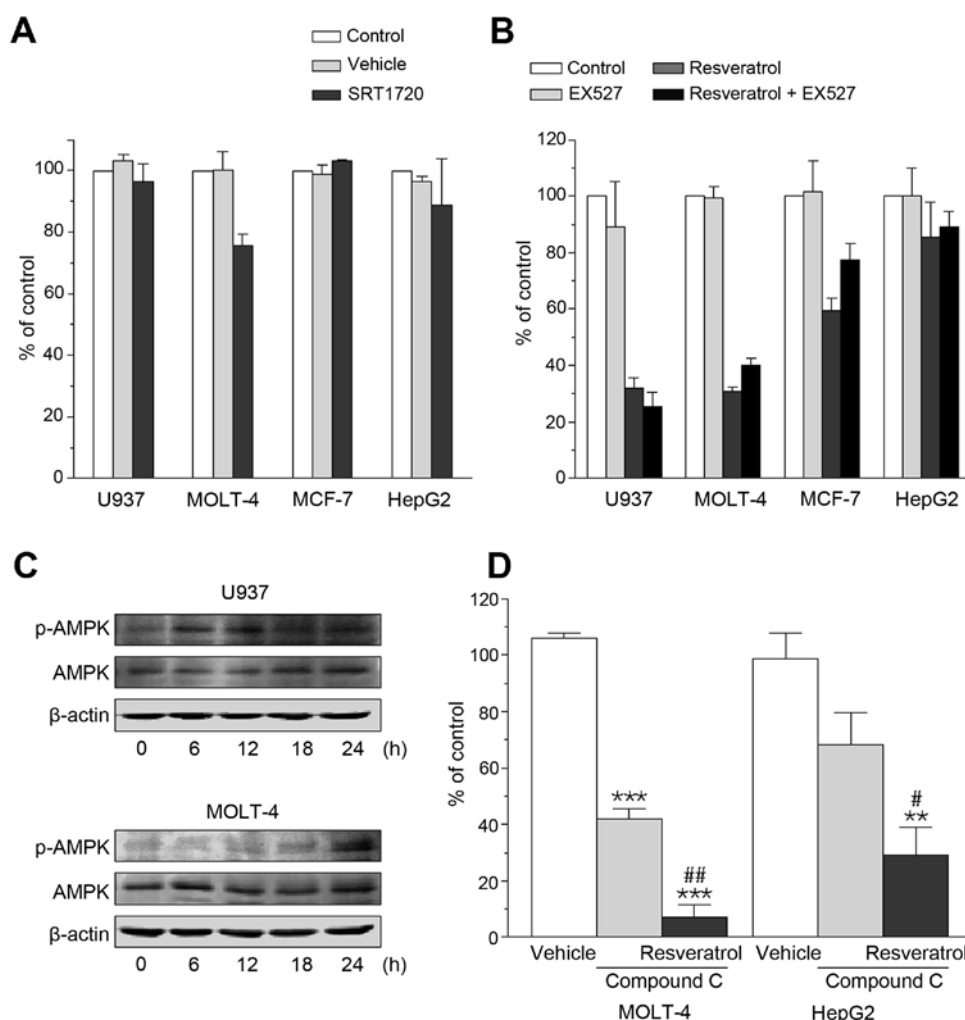 A
Control
Vehicle
SRT1720
% of control
100
80
60
40
20
0
U937 MOLT-4 MCF-7 HepG2
B
Control Resveratrol
EX527 Resveratrol + EX527
% of control
120
100
80
60
40
20
0
U937 MOLT-4 MCF-7 HepG2
C
U937
p-AMPK
AMPK
β-actin
0 6 12 18 24 (h)
MOLT-4
p-AMPK
AMPK
β-actin
0 6 12 18 24 (h)
D
% of control
120
100
80
60
40
20
0
***
##
***
#
**
Vehicle Resveratrol Vehicle Resveratrol
Compound C Compound C
MOLT-4 HepG2